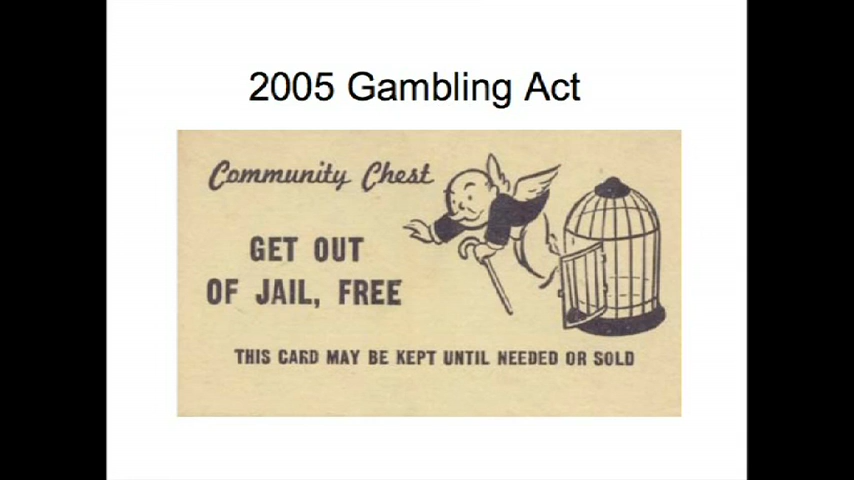 2005 Gambling Act
Community Chest
GET OUT
OF JAIL, FREE
THIS CARD MAY BE KEPT UNTIL NEEDED OR SOLD